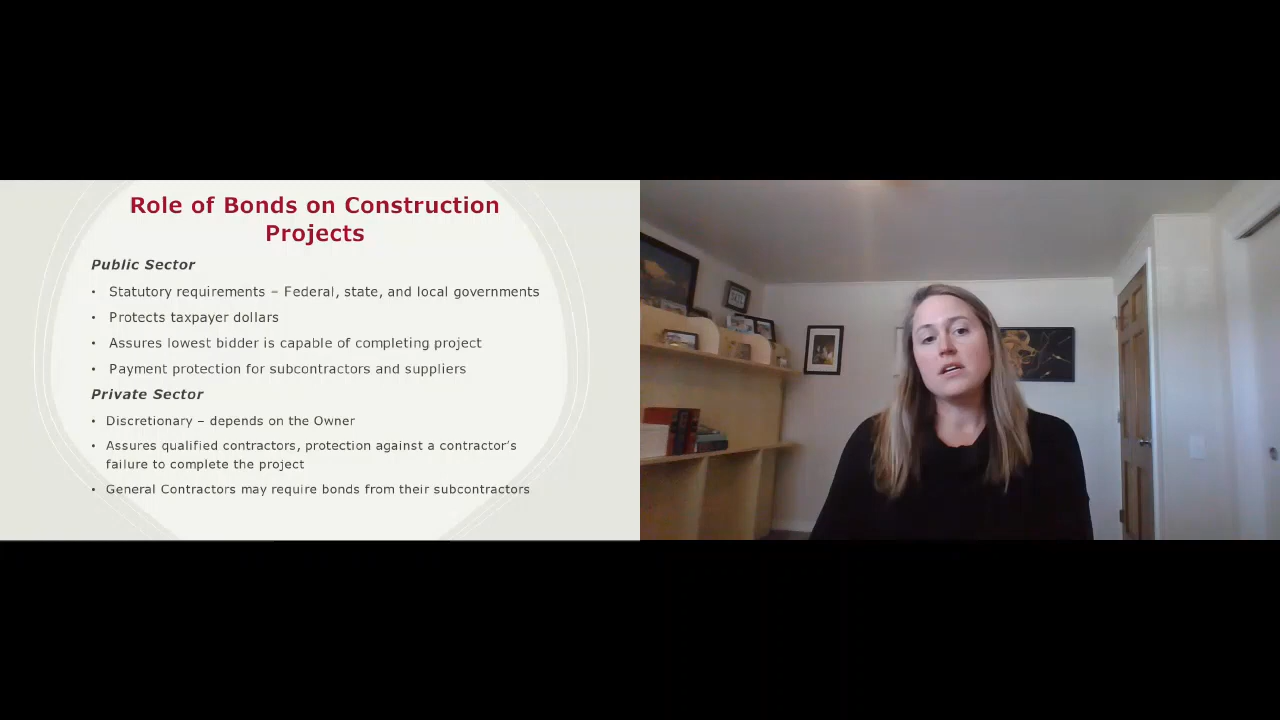 Role of Bonds on Construction
Projects
Public Sector
• Statutory requirements – Federal, state, and local governments
• Protects taxpayer dollars
• Assures lowest bidder is capable of completing project
• Payment protection for subcontractors and suppliers
Private Sector
• Discretionary – depends on the Owner
• Assures qualified contractors, protection against a contractor’s
failure to complete the project
• General Contractors may require bonds from their subcontractors